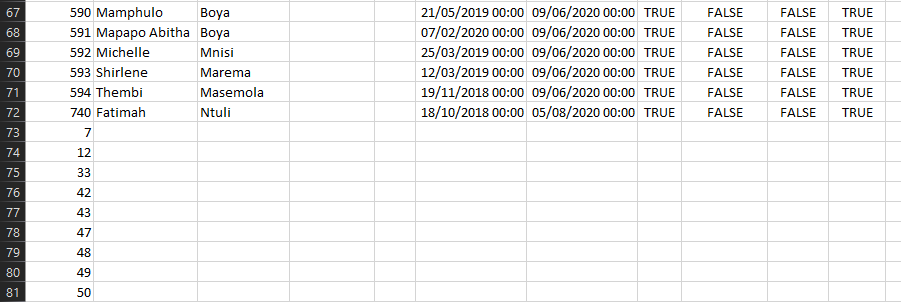 67 590 Mamphulo Boya 21/05/2019 00:00 09/06/2020 00:00 TRUE FALSE FALSE TRUE
68 591 Mapapo Abitha Boya 07/02/2020 00:00 09/06/2020 00:00 TRUE FALSE FALSE TRUE
69 592 Michelle Mnisi 25/03/2019 00:00 09/06/2020 00:00 TRUE FALSE FALSE TRUE
70 593 Shirlene Marema 12/03/2019 00:00 09/06/2020 00:00 TRUE FALSE FALSE TRUE
71 594 Thembi Masemola 19/11/2018 00:00 09/06/2020 00:00 TRUE FALSE FALSE TRUE
72 740 Fatimah Ntuli 18/10/2018 00:00 05/08/2020 00:00 TRUE FALSE FALSE TRUE
73 7
74 12
75 33
76 42
77 43
78 47
79 48
80 49
81 50